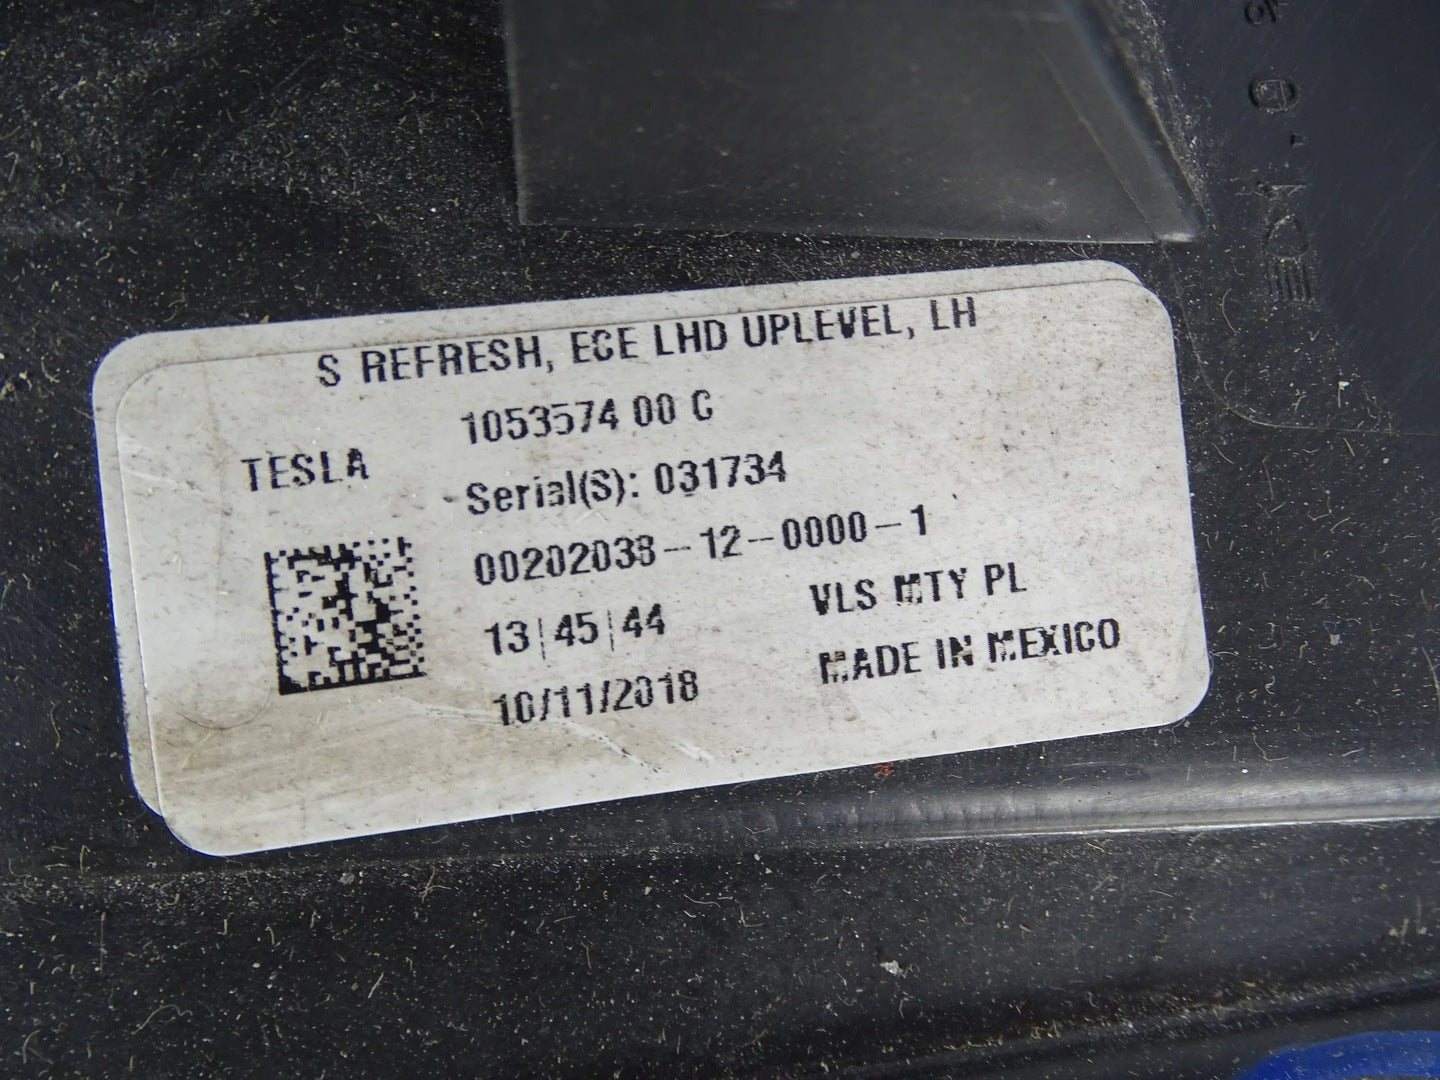 S REFRESH, ECE LHD UPLEVEL, LH
1053574 00 C
TESLA
Serial(S): 031734
00202038-12-0000-1
13|45|44
VLS MTY PL
10/11/2018
MADE IN MEXICO